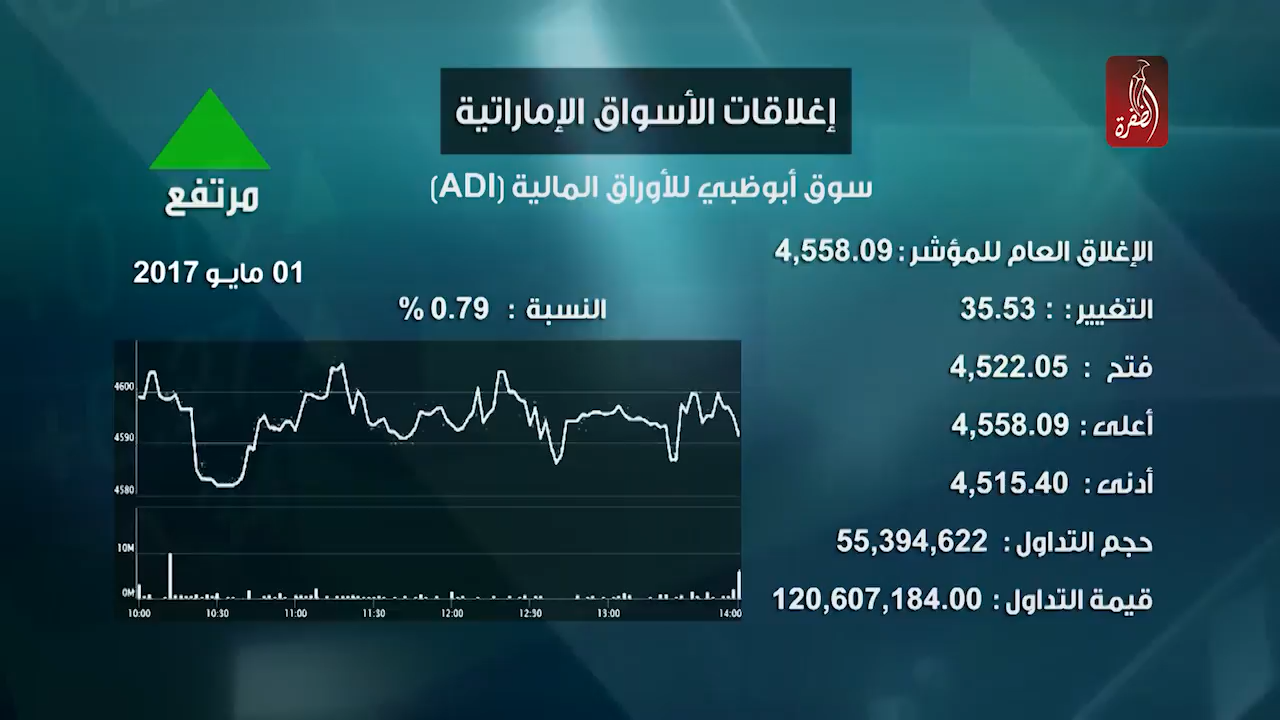 إغلاقات الأسواق الإماراتية
الظفرة
سوق أبوظبي للأوراق المالية (ADI)
مرتفع
01 مايو 2017
الإغلاق العام للمؤشر : 4,558.09
التغيير : : 35.53
النسبة : 0.79 %
فتح : 4,522.05
أعلى : 4,558.09
أدنى : 4,515.40
حجم التداول : 55,394,622
قيمة التداول : 120,607,184.00
4600
4590
4580
10M
0M
10:00 10:30 11:00 11:30 12:00 12:30 13:00 14:00